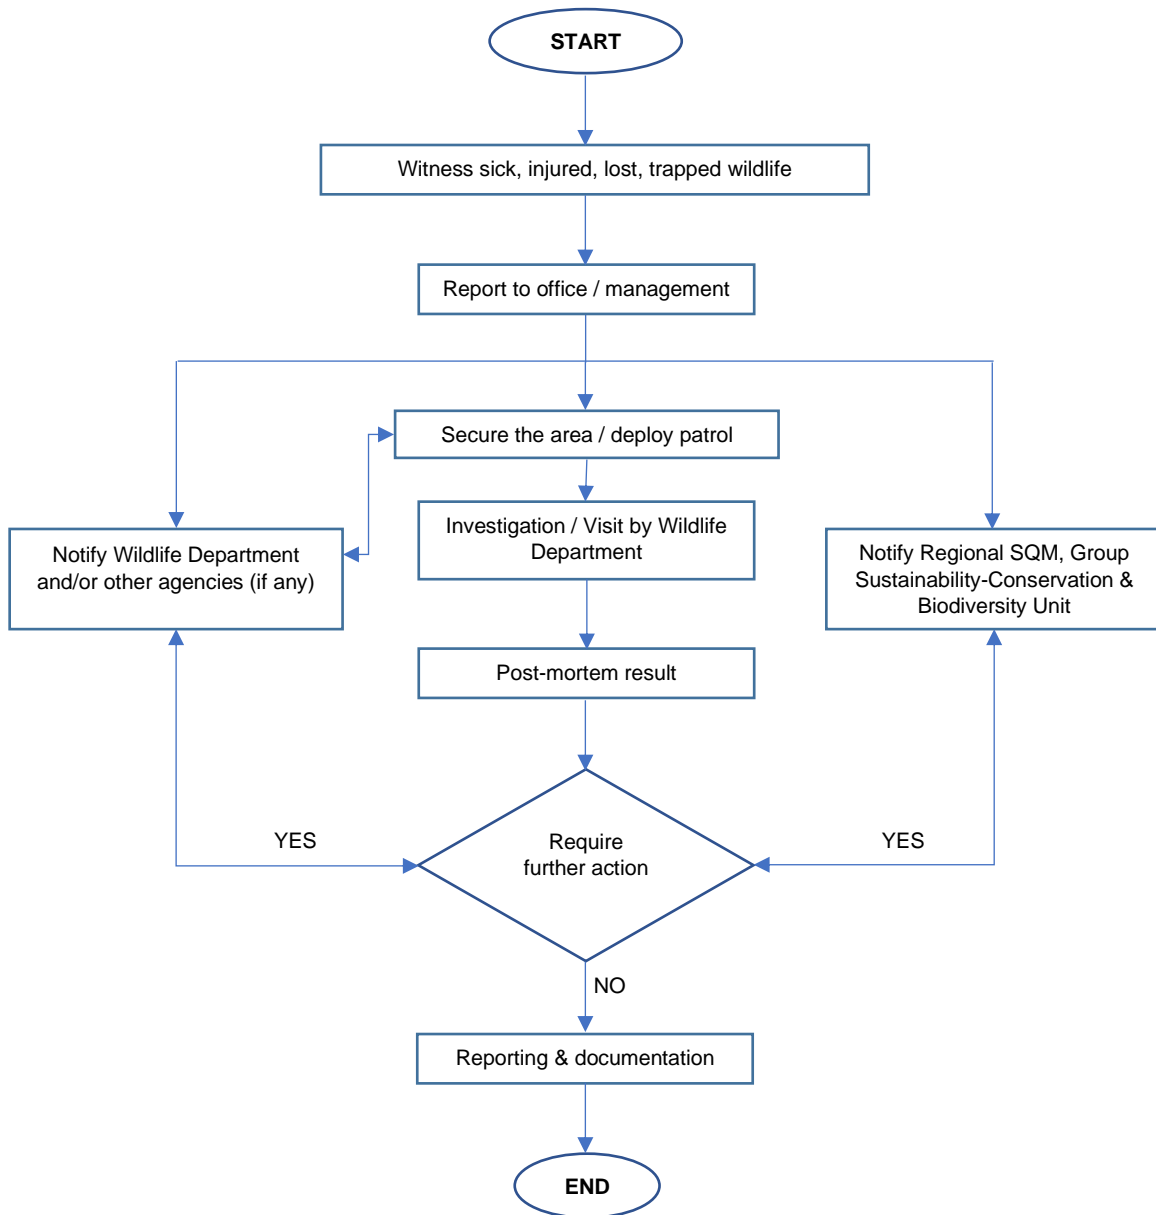 START
Witness sick, injured, lost, trapped wildlife
Report to office / management
Secure the area / deploy patrol
Investigation / Visit by Wildlife
Department
Notify Wildlife Department
and/or other agencies (if any)
Notify Regional SQM, Group
Sustainability-Conservation &
Biodiversity Unit
Post-mortem result
YES
Require
further action
YES
NO
Reporting & documentation
END